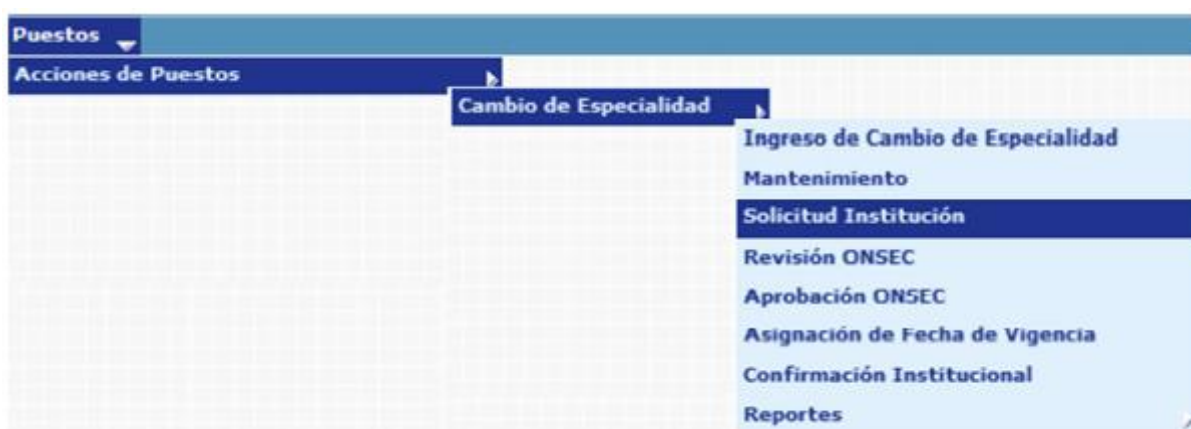 Puestos
Acciones de Puestos
Cambio de Especialidad
Ingreso de Cambio de Especialidad
Mantenimiento
Solicitud Institución
Revisión ONSEC
Aprobación ONSEC
Asignación de Fecha de Vigencia
Confirmación Institucional
Reportes